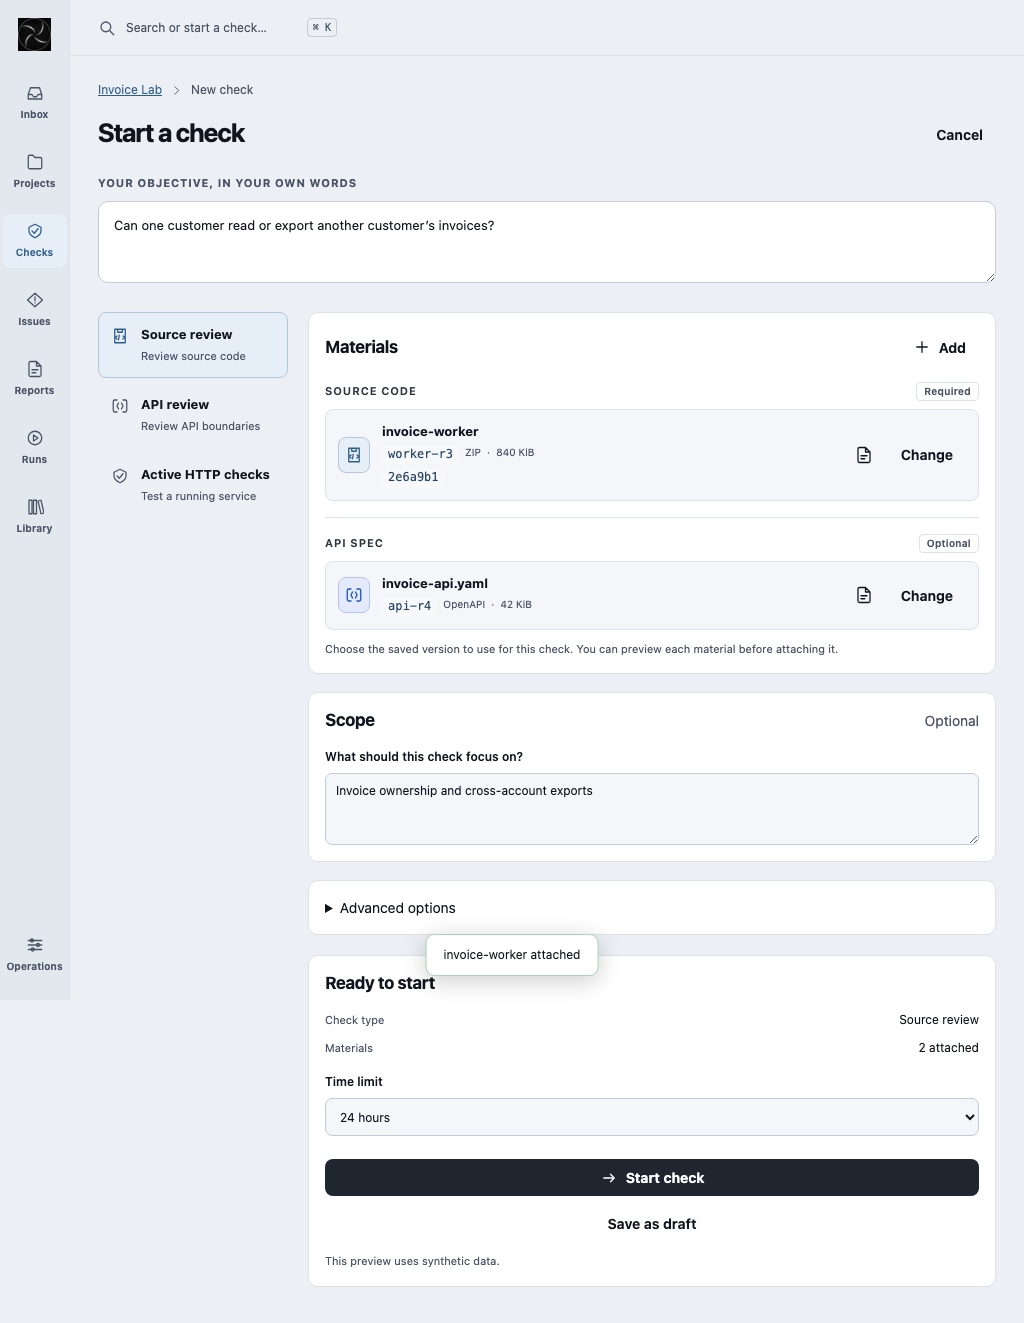 Search or start a check...
⌘ K
Inbox
Projects
Checks
Issues
Reports
Runs
Library
Operations
Invoice Lab > New check
Start a check
Cancel
YOUR OBJECTIVE, IN YOUR OWN WORDS
Can one customer read or export another customer’s invoices?
Source review
Review source code
API review
Review API boundaries
Active HTTP checks
Test a running service
Materials
Add
SOURCE CODE
Required
invoice-worker
worker-r3 ZIP · 840 KiB
2e6a9b1
Change
API SPEC
Optional
invoice-api.yaml
api-r4 OpenAPI · 42 KiB
Change
Choose the saved version to use for this check. You can preview each material before attaching it.
Scope
Optional
What should this check focus on?
Invoice ownership and cross-account exports
Advanced options
invoice-worker attached
Ready to start
Check type Source review
Materials 2 attached
Time limit
24 hours
Start check
Save as draft
This preview uses synthetic data.